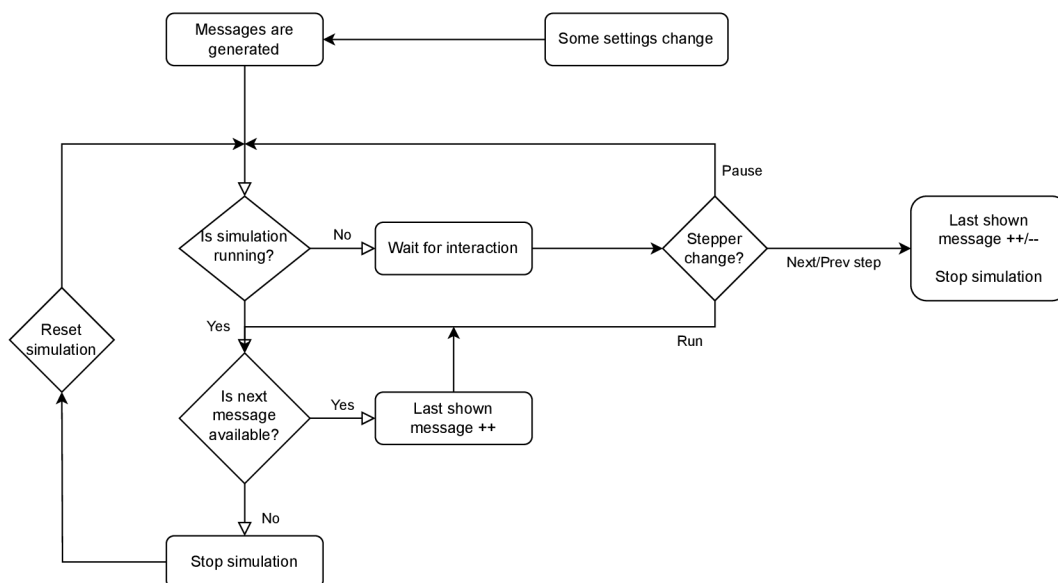 Messages are
generated
Some settings change
Pause
Is simulation
running?
No
Wait for interaction
Stepper
change?
Next/Prev step
Last shown
message ++/--
Stop simulation
Reset
simulation
Yes
Run
Is next
message
available?
Yes
Last shown
message ++
No
Stop simulation